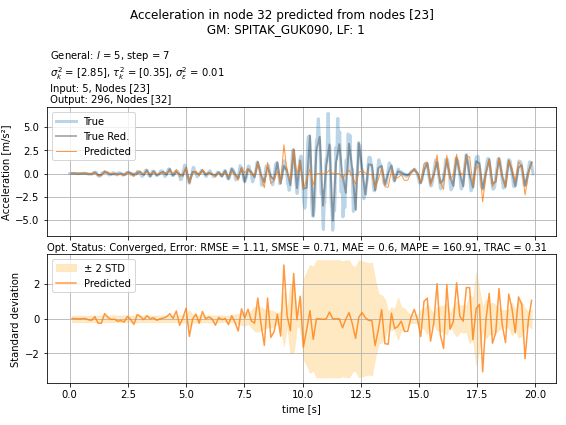 Acceleration in node 32 predicted from nodes [23]
GM: SPITAK_GUK090, LF: 1
General: l = 5, step = 7
σ²ₖ = [2.85], τ²ₖ = [0.35], σ²ε = 0.01
Input: 5, Nodes [23]
Output: 296, Nodes [32]
True
True Red.
Predicted
Acceleration [m/s²]
5.0
2.5
0.0
−2.5
−5.0
Opt. Status: Converged, Error: RMSE = 1.11, SMSE = 0.71, MAE = 0.6, MAPE = 160.91, TRAC = 0.31
± 2 STD
Predicted
Standard deviation
2
0
−2
0.0 2.5 5.0 7.5 10.0 12.5 15.0 17.5 20.0
time [s]